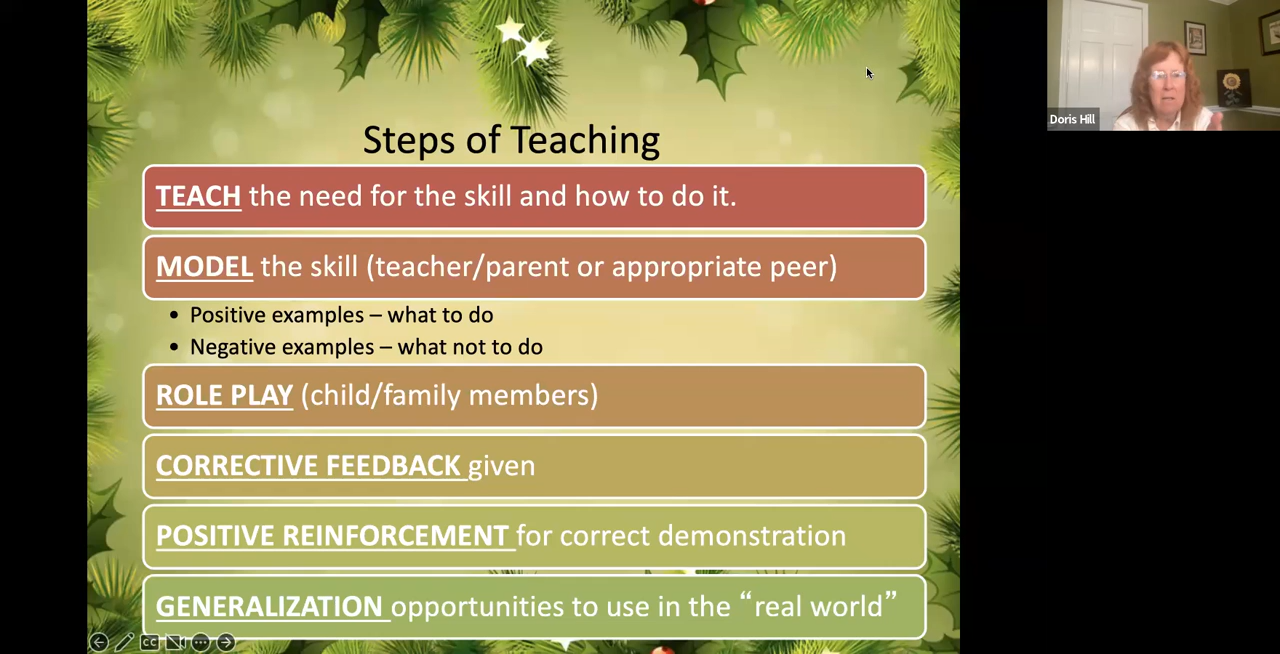 Steps of Teaching
TEACH the need for the skill and how to do it.
MODEL the skill (teacher/parent or appropriate peer)
• Positive examples – what to do
• Negative examples – what not to do
ROLE PLAY (child/family members)
CORRECTIVE FEEDBACK given
POSITIVE REINFORCEMENT for correct demonstration
GENERALIZATION opportunities to use in the “real world”
CC
Doris Hill